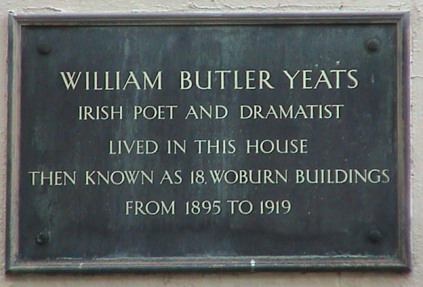 WILLIAM BUTLER YEATS
IRISH POET AND DRAMATIST
LIVED IN THIS HOUSE
THEN KNOWN AS 18, WOBURN BUILDINGS
FROM 1895 TO 1919